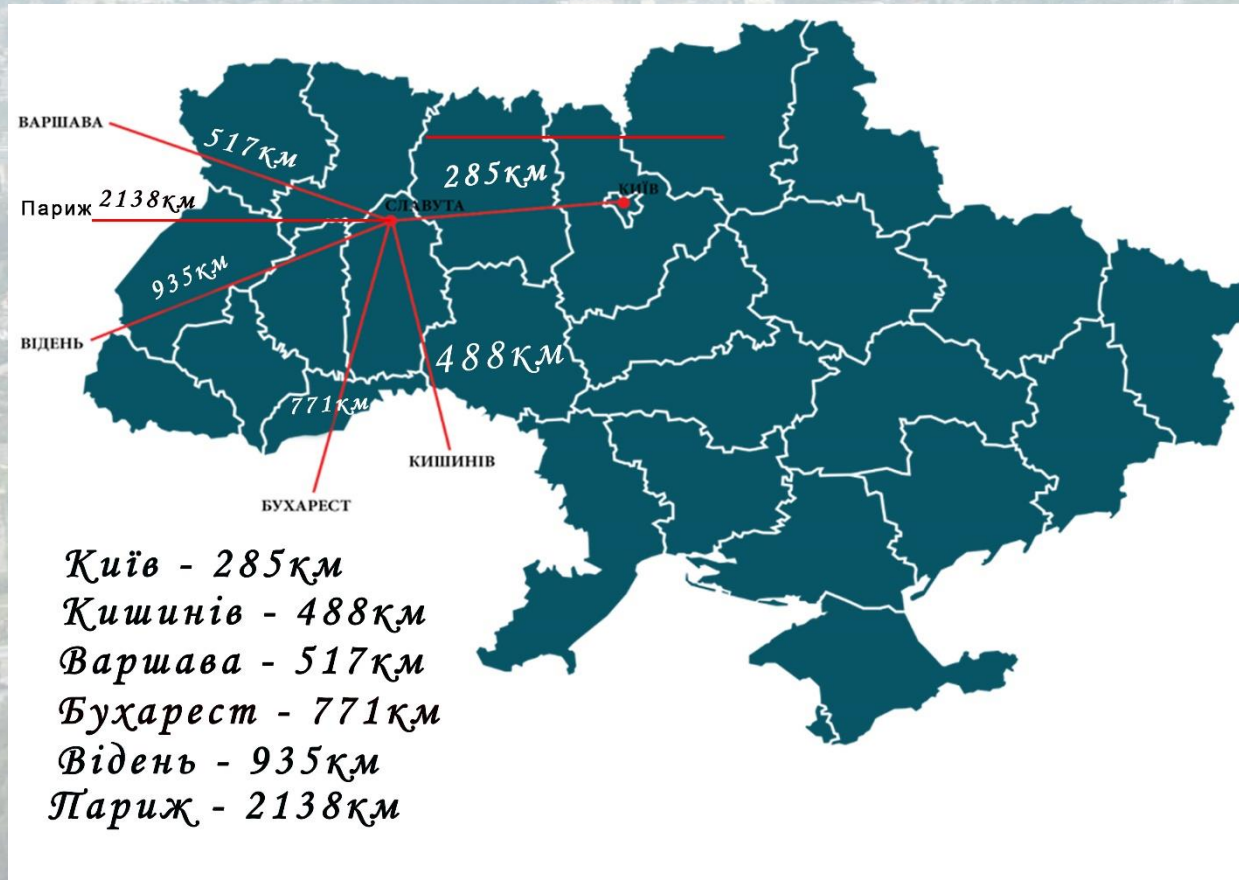 ВАРШАВА
517км
285км
КИЇВ
Париж 2138км
СЛАВУТА
935км
ВІДЕНЬ
488км
771км
КИШИНІВ
БУХАРЕСТ
Київ - 285км
Кишинів - 488км
Варшава - 517км
Бухарест - 771км
Відень - 935км
Париж - 2138км